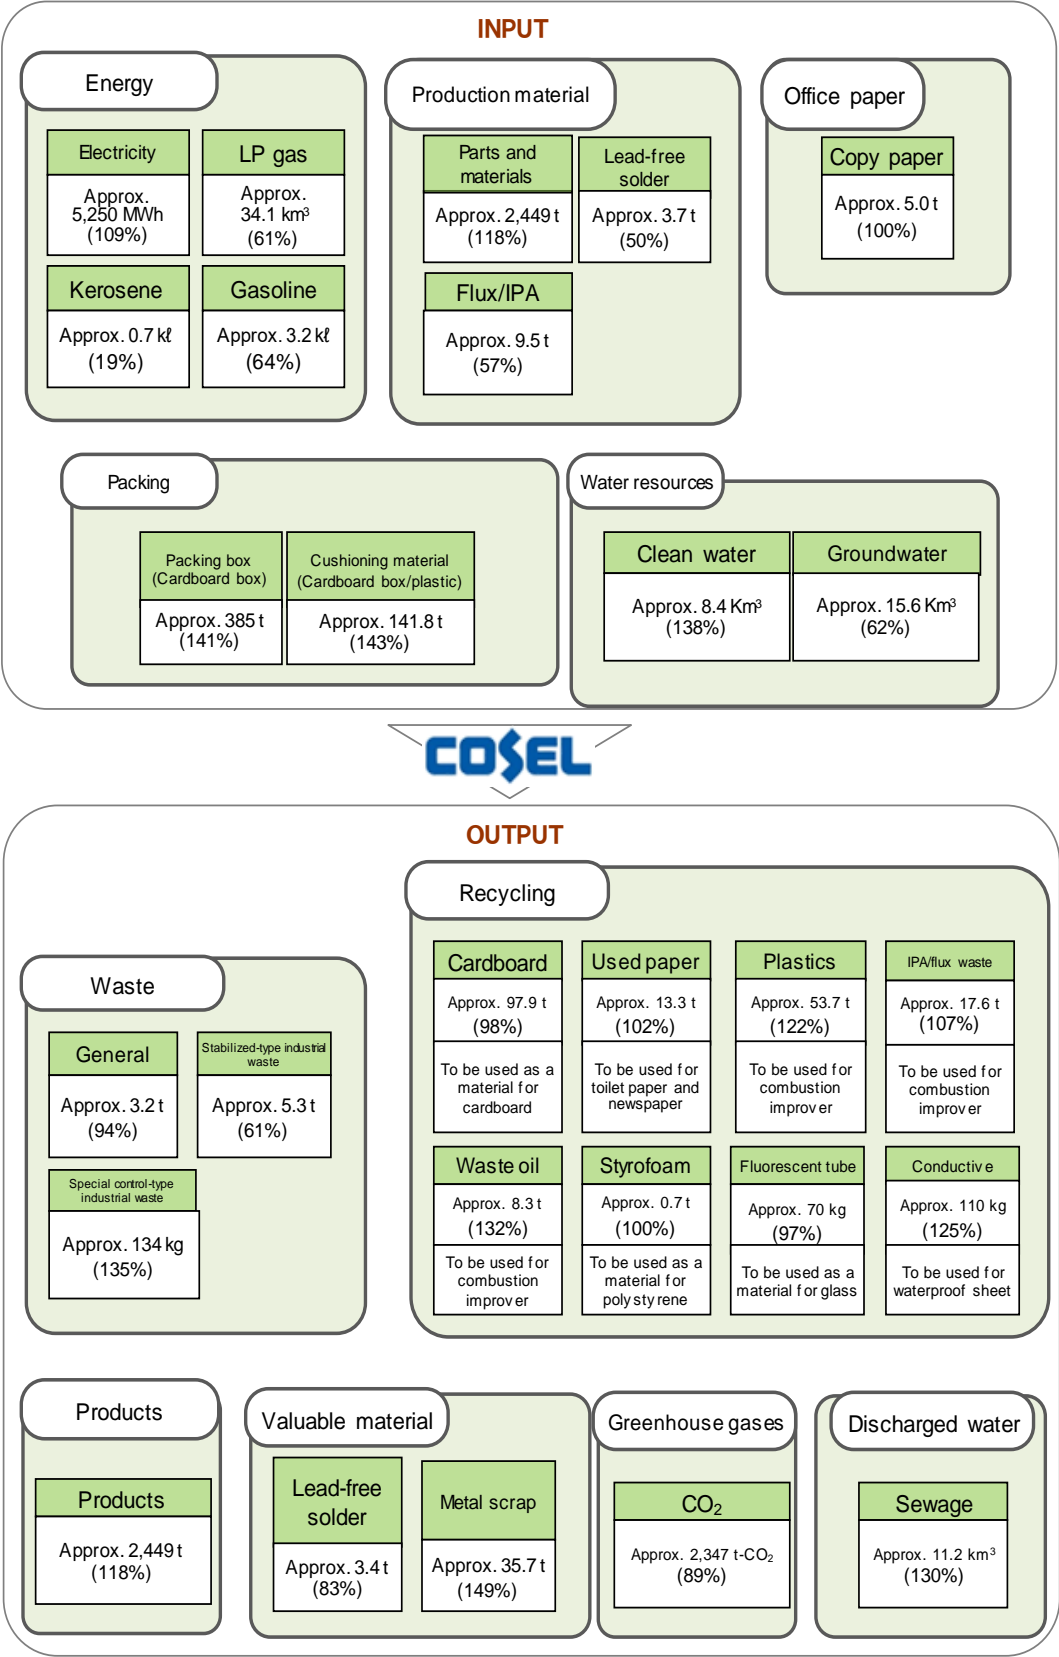 INPUT
Energy
Electricity
Approx.
5,250 MWh
(109%)
LP gas
Approx.
34.1 km³
(61%)
Kerosene
Approx. 0.7 kℓ
(19%)
Gasoline
Approx. 3.2 kℓ
(64%)
Production material
Parts and
materials
Approx. 2,449 t
(118%)
Lead-free
solder
Approx. 3.7 t
(50%)
Flux/IPA
Approx. 9.5 t
(57%)
Office paper
Copy paper
Approx. 5.0 t
(100%)
Packing
Packing box
(Cardboard box)
Approx. 385 t
(141%)
Cushioning material
(Cardboard box/plastic)
Approx. 141.8 t
(143%)
Water resources
Clean water
Approx. 8.4 Km³
(138%)
Groundwater
Approx. 15.6 Km³
(62%)
COSEL
OUTPUT
Recycling
Cardboard
Approx. 97.9 t
(98%)
To be used as a
material for
cardboard
Used paper
Approx. 13.3 t
(102%)
To be used for
toilet paper and
newspaper
Plastics
Approx. 53.7 t
(122%)
To be used for
combustion
improver
IPA/flux waste
Approx. 17.6 t
(107%)
To be used for
combustion
improver
Waste oil
Approx. 8.3 t
(132%)
To be used for
combustion
improver
Styrofoam
Approx. 0.7 t
(100%)
To be used as a
material for
polystyrene
Fluorescent tube
Approx. 70 kg
(97%)
To be used as a
material for glass
Conductive
Approx. 110 kg
(125%)
To be used for
waterproof sheet
Waste
General
Approx. 3.2 t
(94%)
Stabilized-type industrial
waste
Approx. 5.3 t
(61%)
Special control-type
industrial waste
Approx. 134 kg
(135%)
Products
Products
Approx. 2,449 t
(118%)
Valuable material
Lead-free
solder
Approx. 3.4 t
(83%)
Metal scrap
Approx. 35.7 t
(149%)
Greenhouse gases
CO₂
Approx. 2,347 t-CO₂
(89%)
Discharged water
Sewage
Approx. 11.2 km³
(130%)